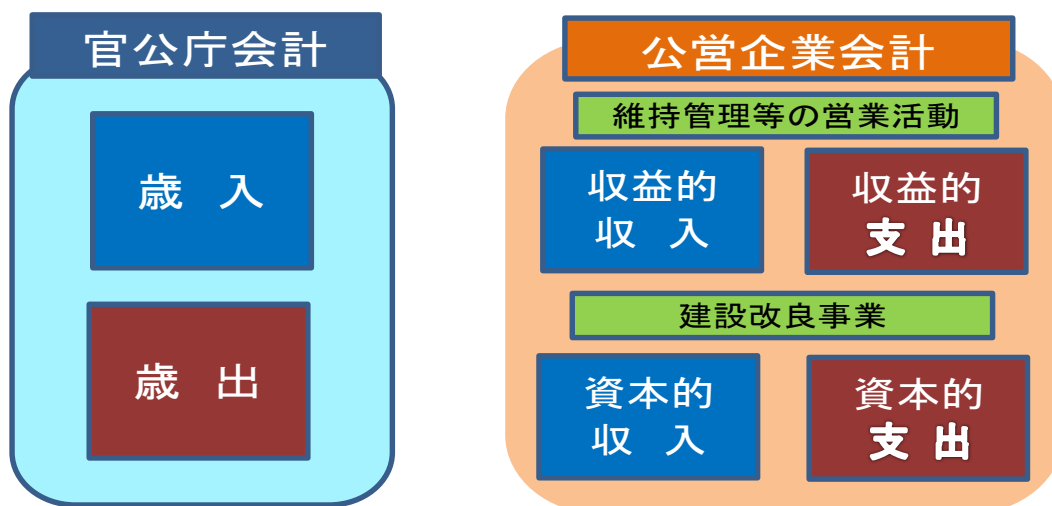 官公庁会計
歳 入
歳 出
公営企業会計
維持管理等の営業活動
収益的
収 入
収益的
支 出
建設改良事業
資本的
収 入
資本的
支 出